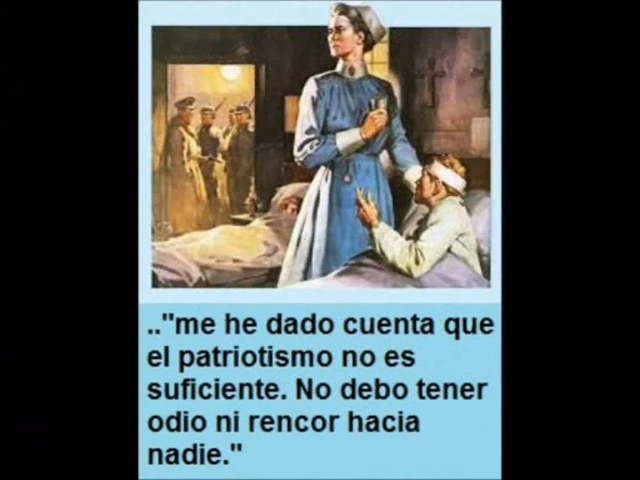 .."me he dado cuenta que
el patriotismo no es
suficiente. No debo tener
odio ni rencor hacia
nadie."